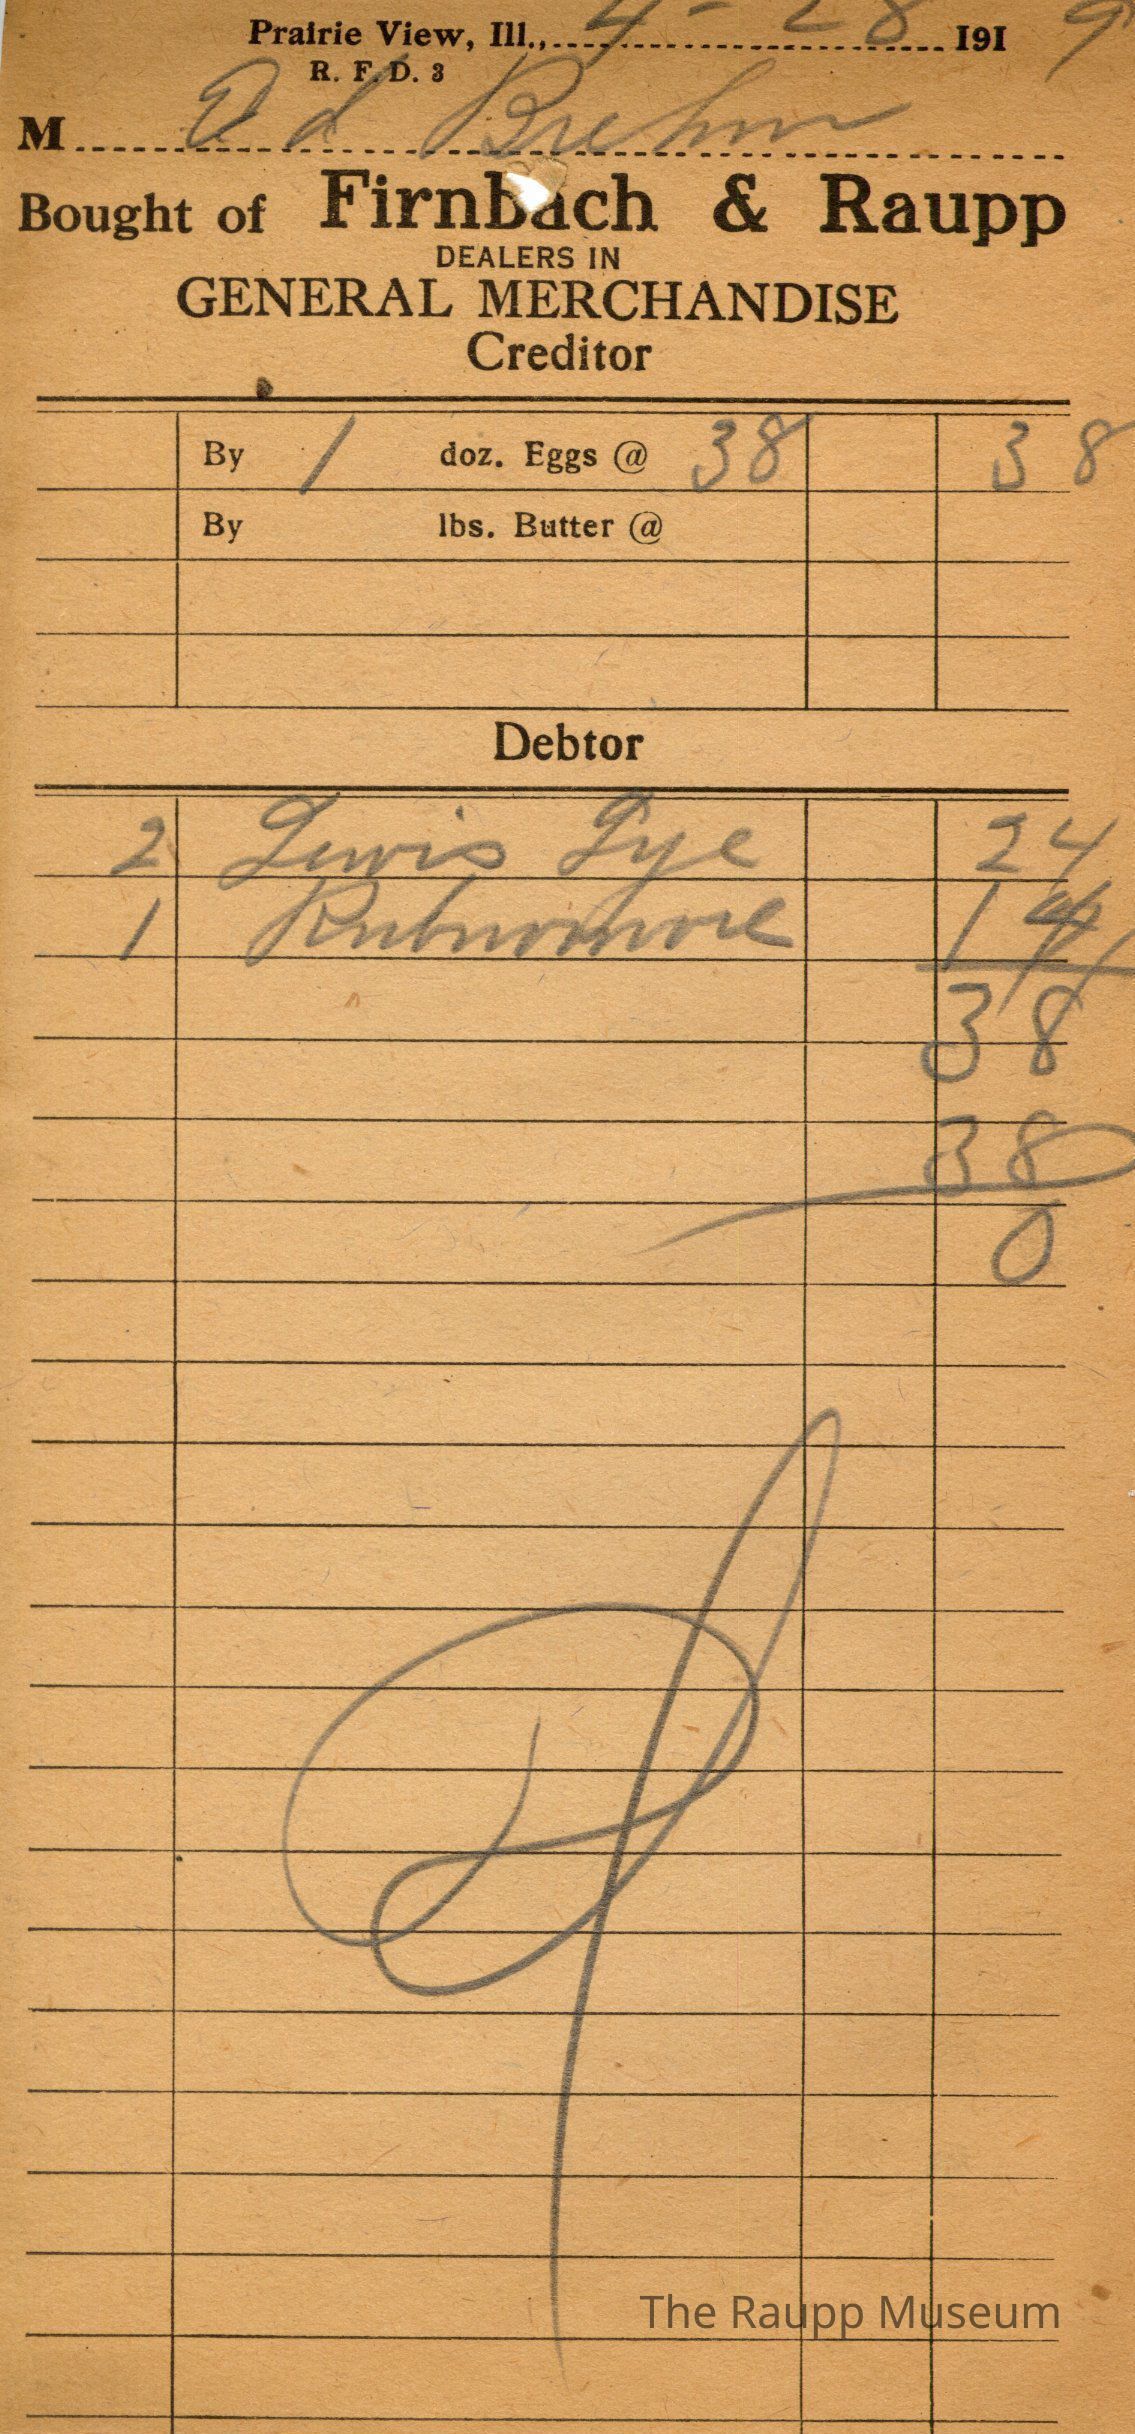 Prairie View, Ill., 4-28 1919
R. F. D. 3
M Ed Brehm
Bought of Firnbach & Raupp
DEALERS IN
GENERAL MERCHANDISE
Creditor
By 1 doz. Eggs @ 38 38
By lbs. Butter @
Debtor
2 Lewis Lye 24
1 Rubnomore 14
38
38
0
The Raupp Museum